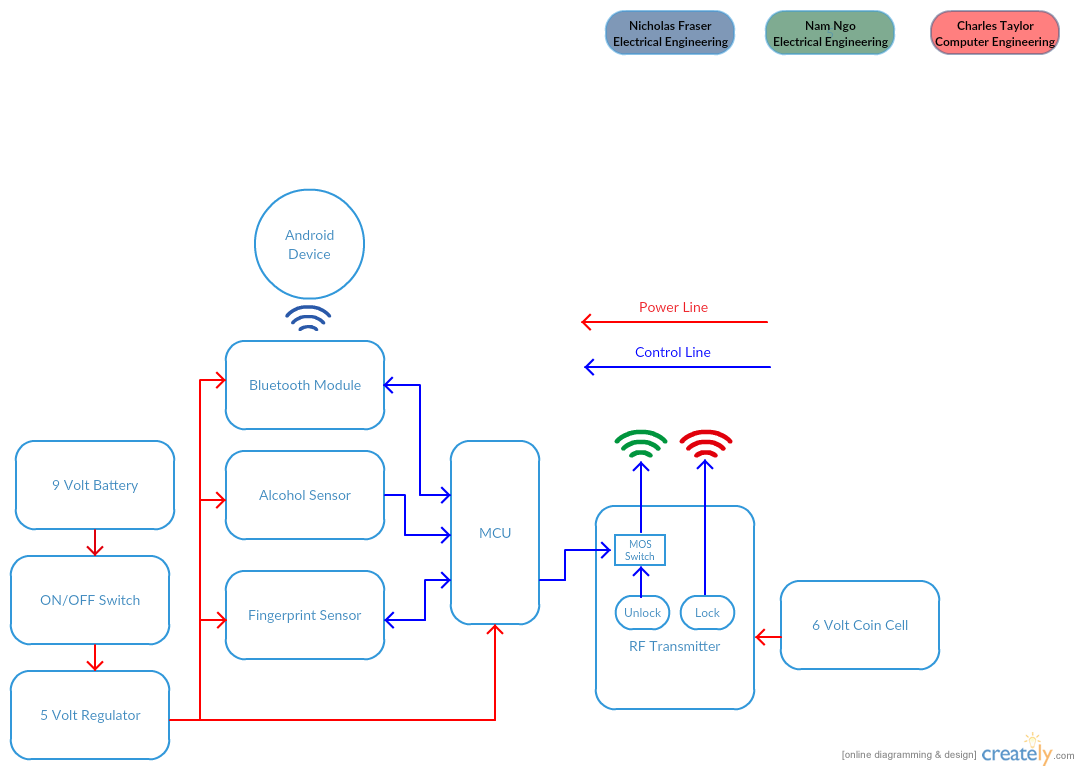 Nicholas Fraser
Electrical Engineering
Nam Ngo
Electrical Engineering
Charles Taylor
Computer Engineering
Android
Device
Power Line
Control Line
Bluetooth Module
9 Volt Battery
Alcohol Sensor
MCU
MOS
Switch
ON/OFF Switch
Fingerprint Sensor
Unlock
Lock
RF Transmitter
6 Volt Coin Cell
5 Volt Regulator
[online diagramming & design] creately.com